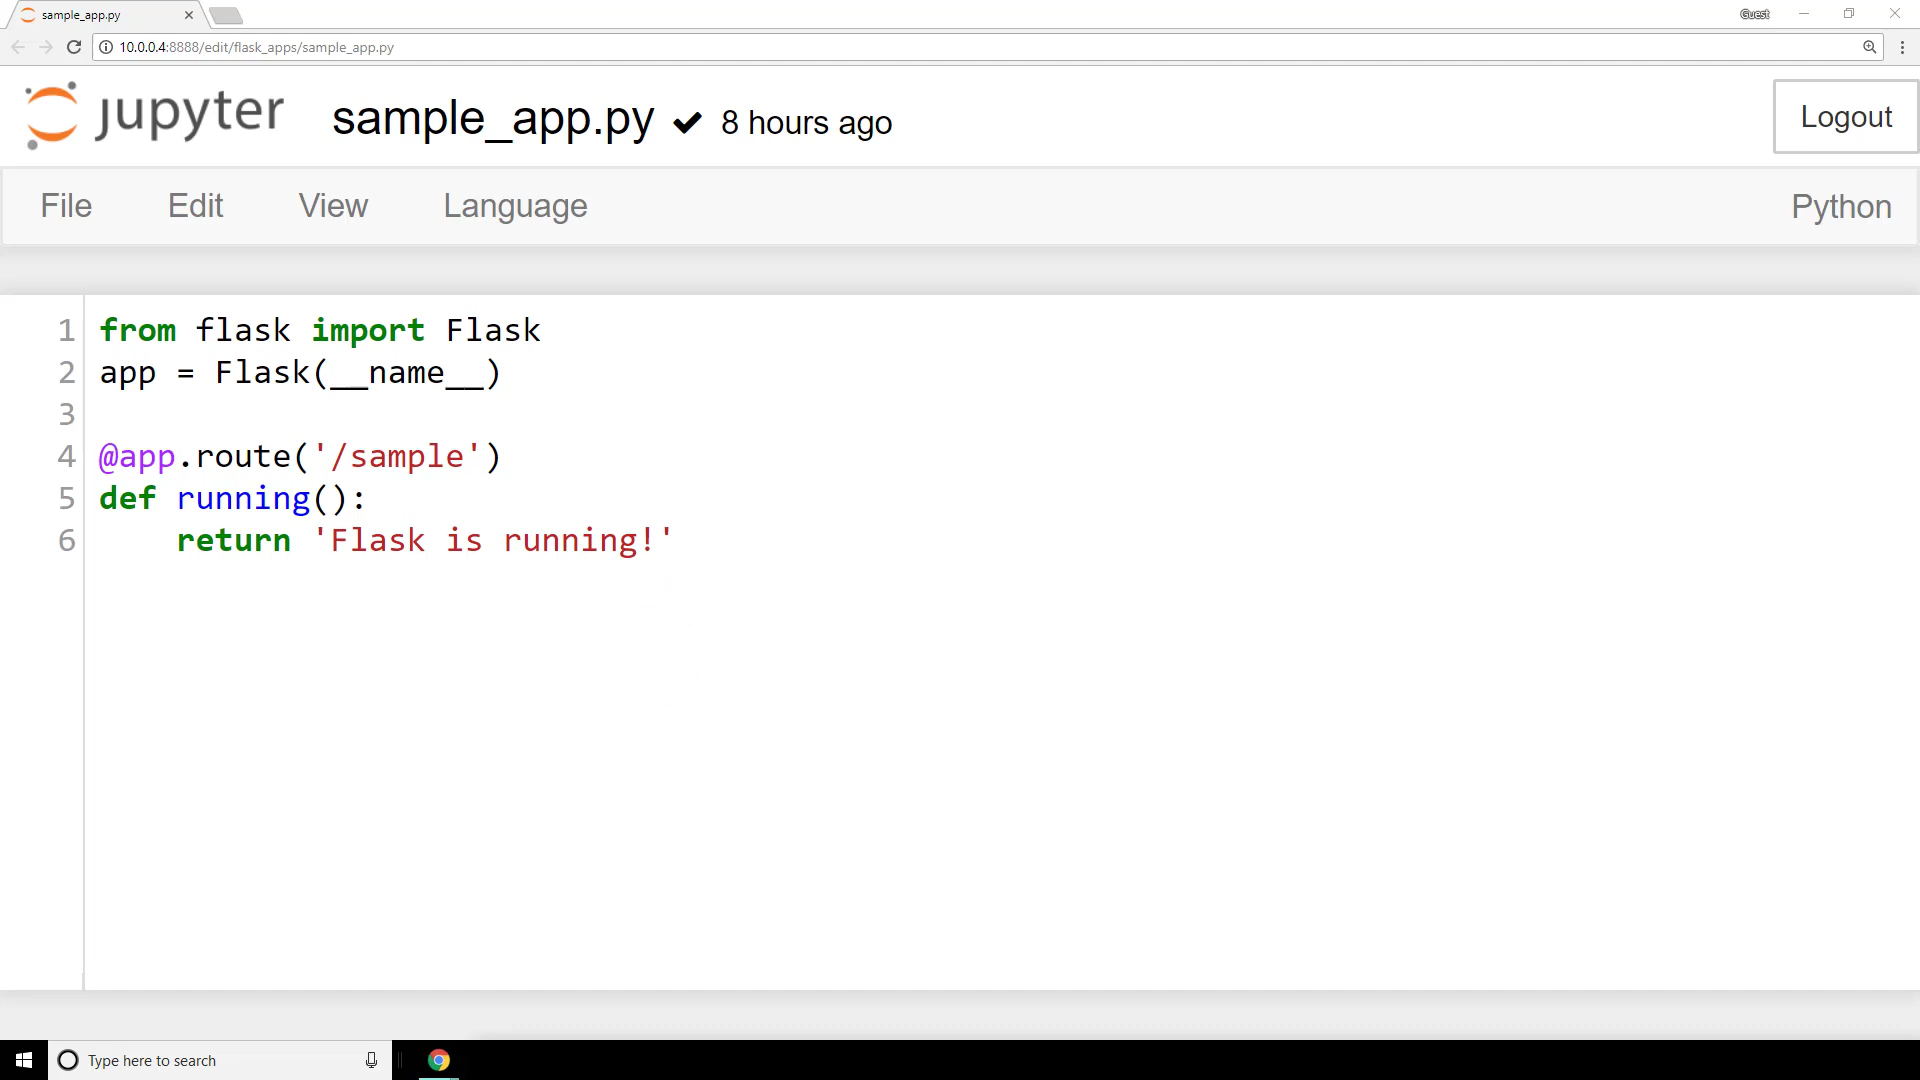 sample_app.py
Guest
10.0.0.4:8888/edit/flask_apps/sample_app.py
jupyter sample_app.py 8 hours ago Logout
File Edit View Language Python
1 from flask import Flask
2 app = Flask(__name__)
3
4 @app.route('/sample')
5 def running():
6     return 'Flask is running!'
Type here to search